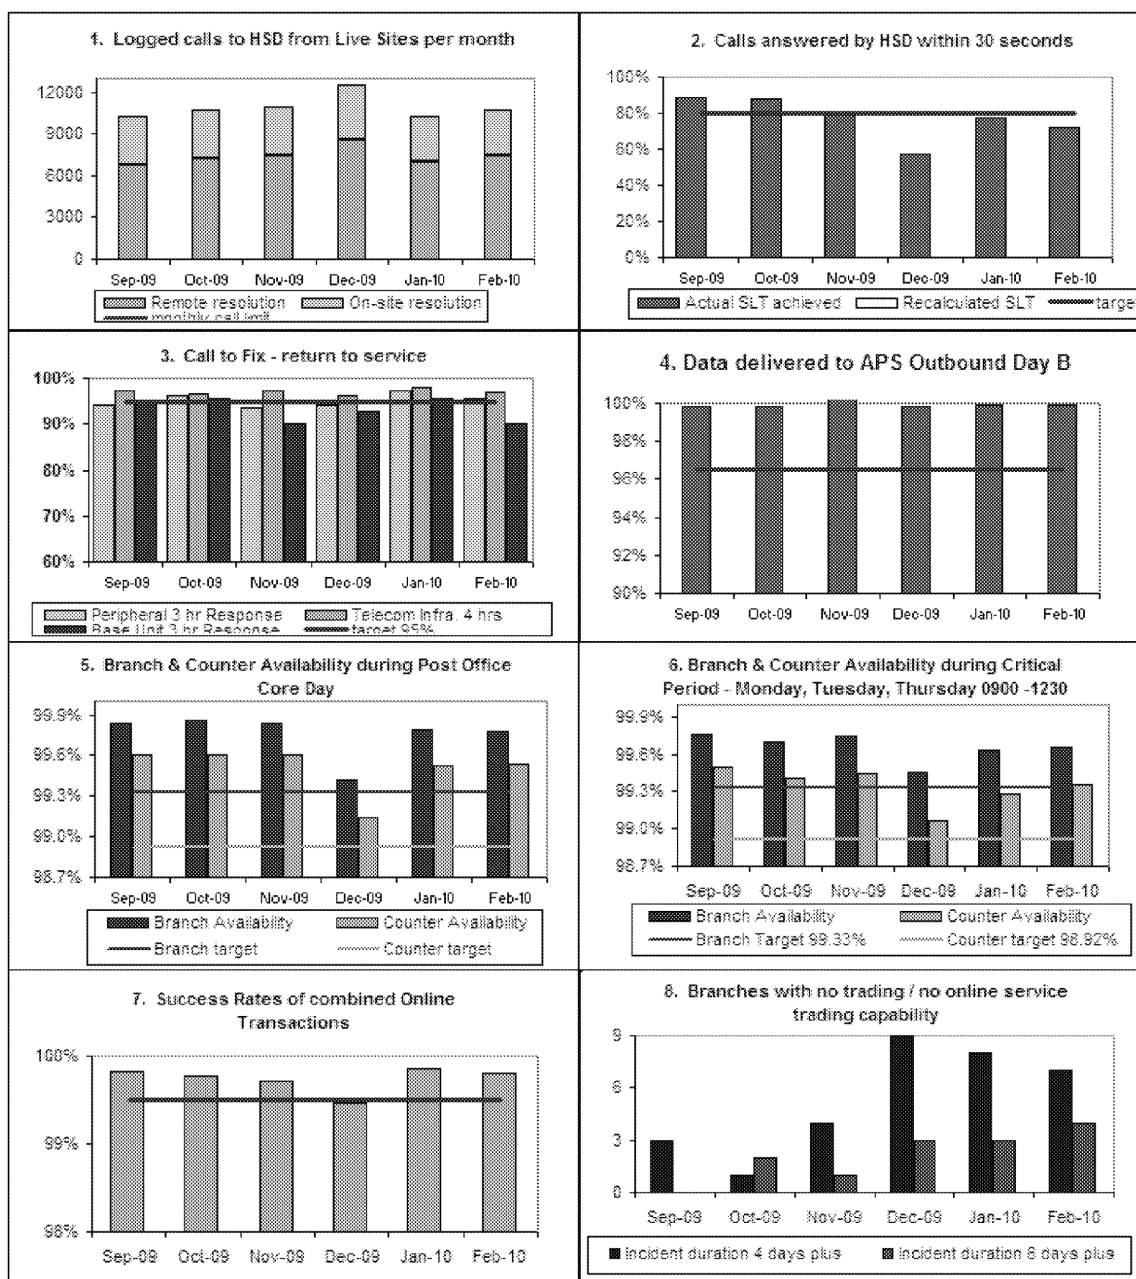 1. Logged calls to HSD from Live Sites per month
12000
9000
6000
3000
0
Sep-09 Oct-09 Nov-09 Dec-09 Jan-10 Feb-10
Remote resolution On-site resolution
monthly call limit
2. Calls answered by HSD within 30 seconds
100%
80%
60%
40%
20%
0%
Sep-09 Oct-09 Nov-09 Dec-09 Jan-10 Feb-10
Actual SLT achieved Recalculated SLT target
3. Call to Fix - return to service
100%
90%
80%
70%
60%
Sep-09 Oct-09 Nov-09 Dec-09 Jan-10 Feb-10
Peripheral 3 hr Response Telecom Infra. 4 hrs
Base Unit 3 hr Response target 95%
4. Data delivered to APS Outbound Day B
100%
98%
96%
94%
92%
90%
Sep-09 Oct-09 Nov-09 Dec-09 Jan-10 Feb-10
5. Branch & Counter Availability during Post Office
Core Day
99.9%
99.6%
99.3%
99.0%
98.7%
Sep-09 Oct-09 Nov-09 Dec-09 Jan-10 Feb-10
Branch Availability Counter Availability
Branch target Counter target
6. Branch & Counter Availability during Critical
Period - Monday, Tuesday, Thursday 0900 -1230
99.9%
99.6%
99.3%
99.0%
98.7%
Sep-09 Oct-09 Nov-09 Dec-09 Jan-10 Feb-10
Branch Availability Counter Availability
Branch Target 99.33% Counter target 98.92%
7. Success Rates of combined Online
Transactions
100%
99%
98%
Sep-09 Oct-09 Nov-09 Dec-09 Jan-10 Feb-10
8. Branches with no trading / no online service
trading capability
9
6
3
0
Sep-09 Oct-09 Nov-09 Dec-09 Jan-10 Feb-10
Incident duration 4 days plus Incident duration 6 days plus